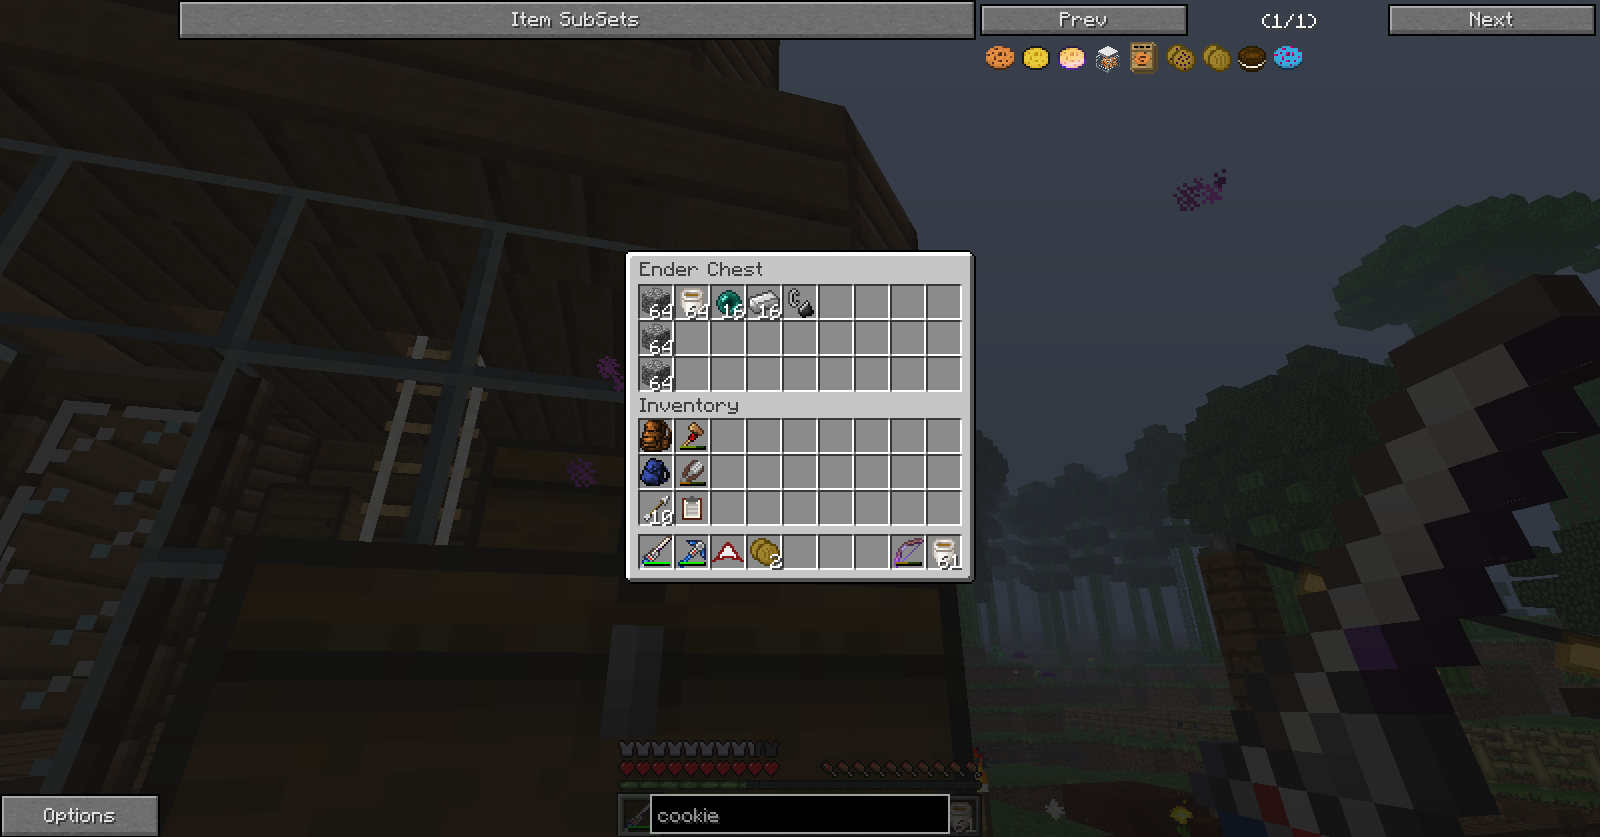 Item SubSets
Prev
(1/1)
Next
Ender Chest
64 64 16 16
64
64
Inventory
10
2 61
cookie
Options